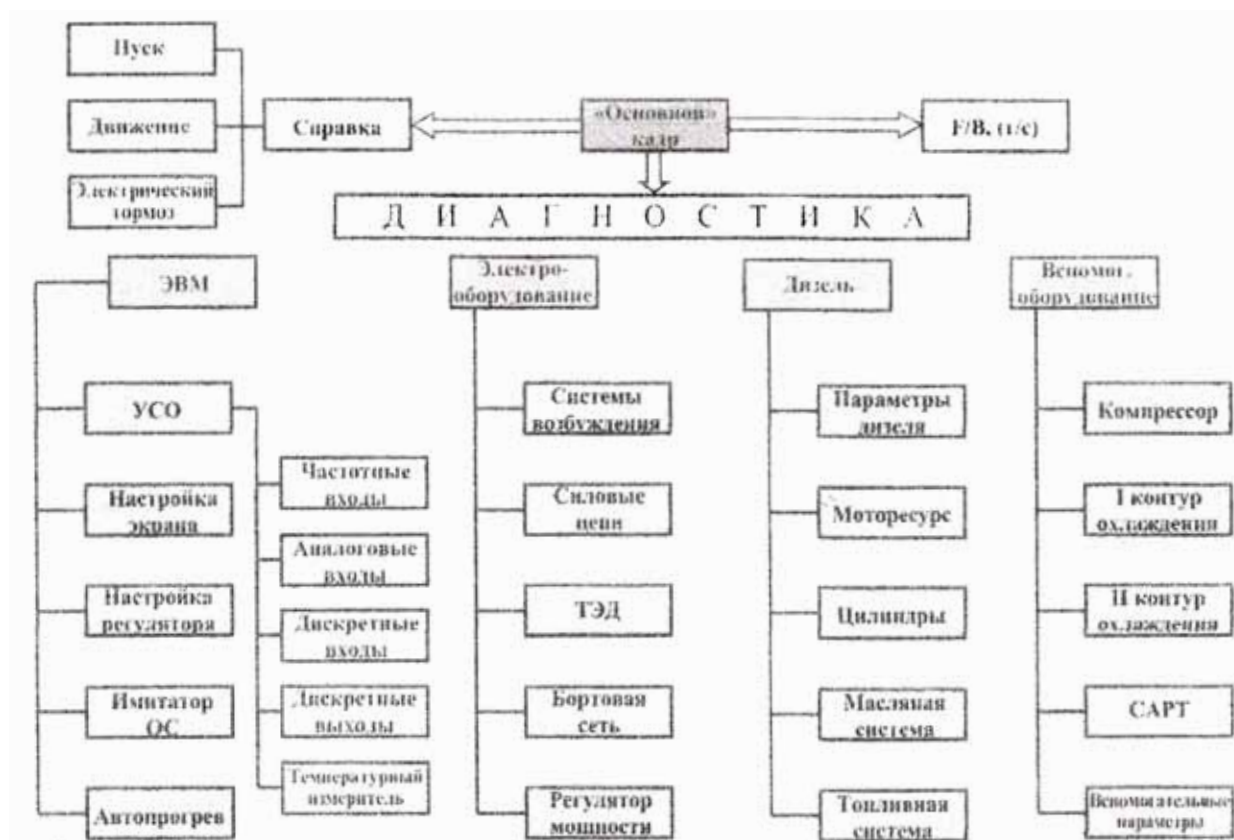 Пуск
Движение
Электрический
тормоз
Справка
«Основной»
кадр
F/B. (т/с)
ДИАГНОСТИКА
ЭВМ
УСО
Настройка
экрана
Настройка
регулятора
Имитатор
ОС
Автопрогрев
Частотные
входы
Аналоговые
входы
Дискретные
входы
Дискретные
выходы
Температурный
измеритель
Электро-
оборудование
Системы
возбуждения
Силовые
цепи
ТЭД
Бортовая
сеть
Регулятор
мощности
Дизель
Параметры
дизеля
Моторесурс
Цилиндры
Масляная
система
Топливная
система
Вспомог.
оборудование
Компрессор
I контур
охлаждения
II контур
охлаждения
САРТ
Вспомогательные
параметры